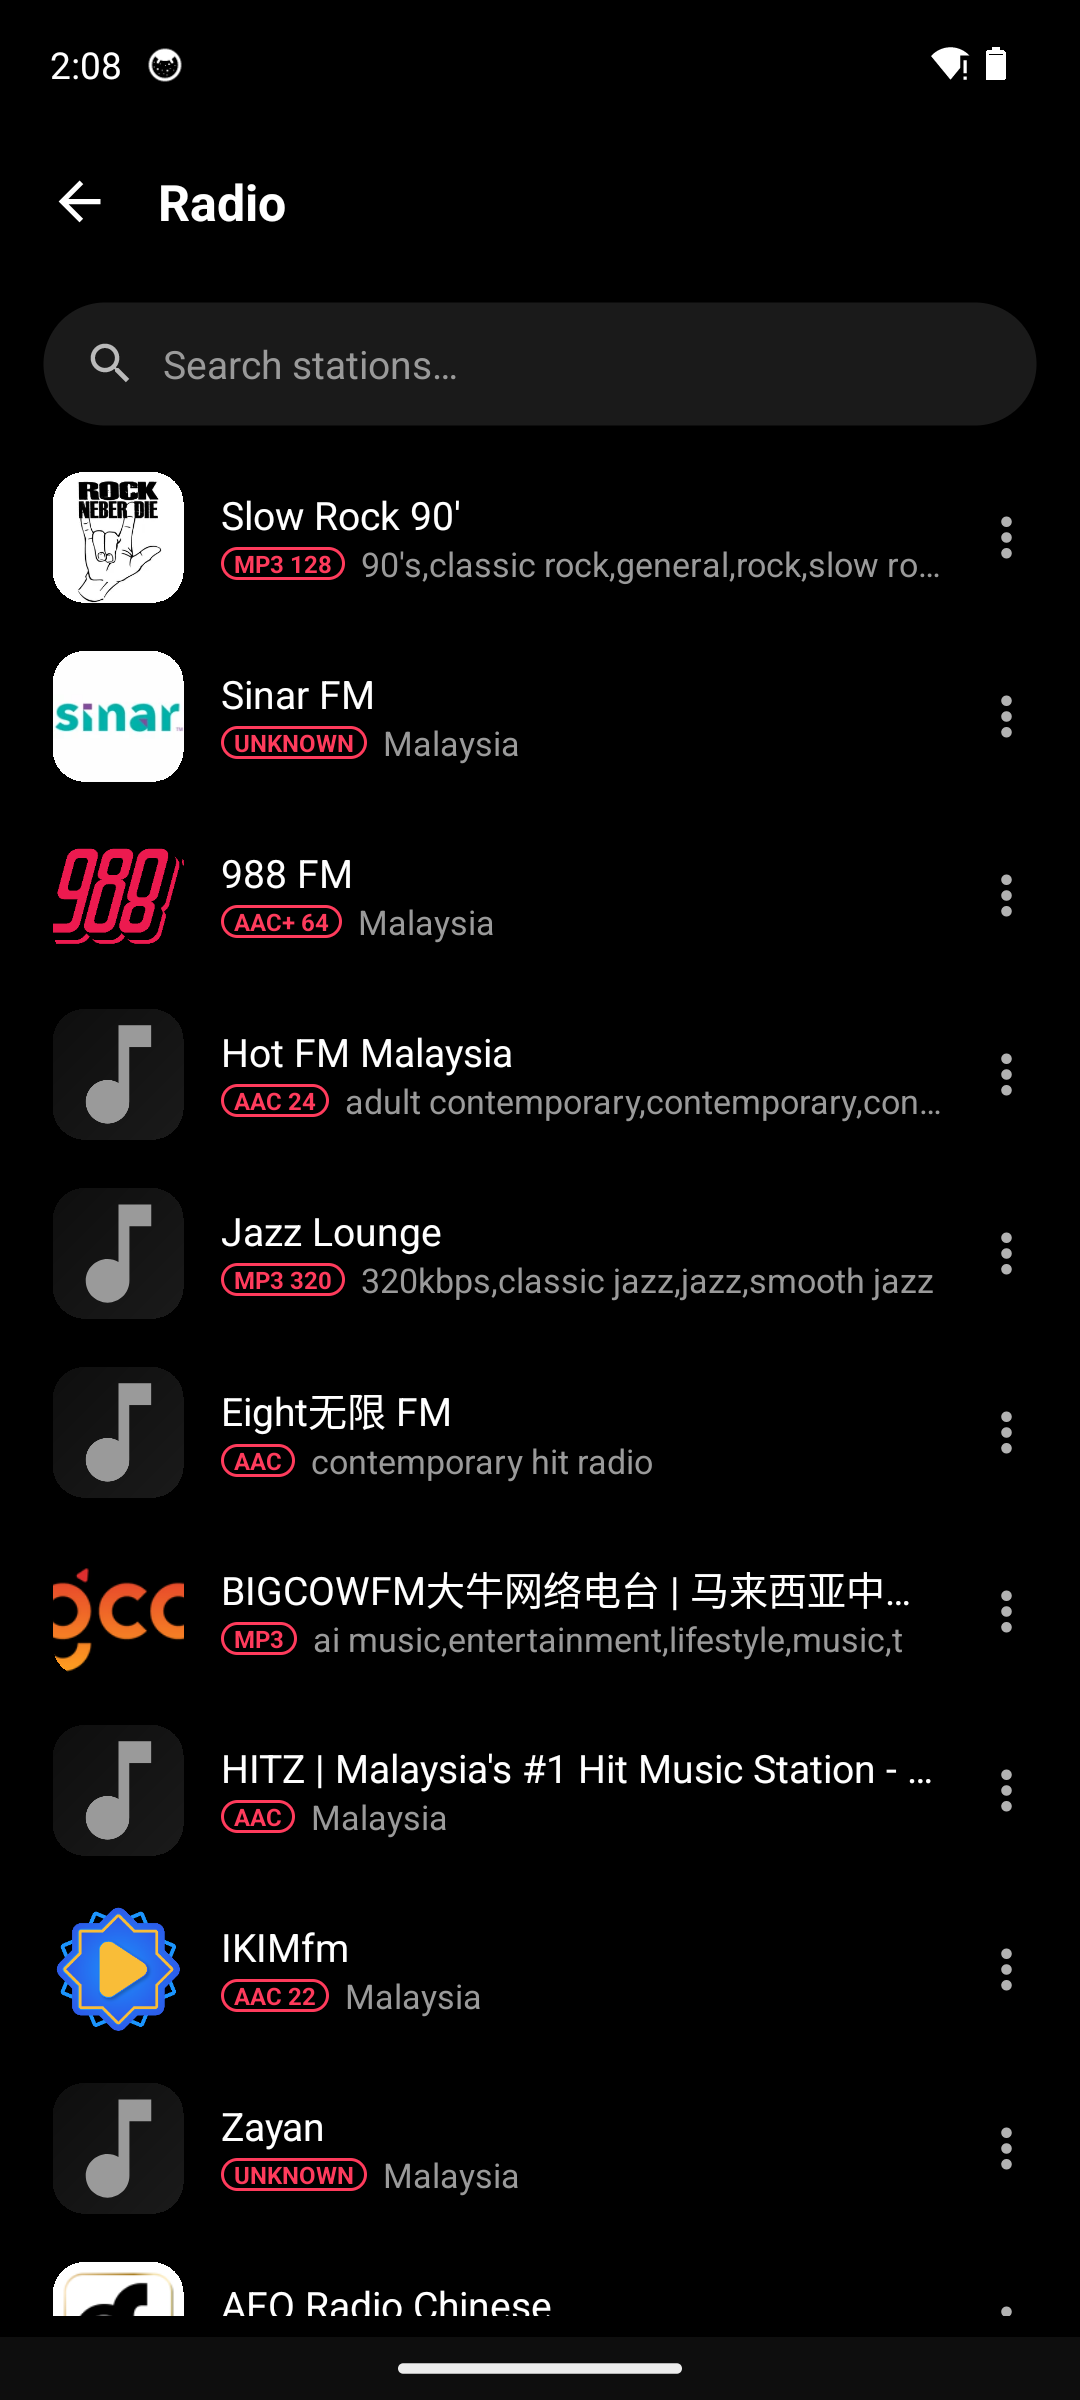 2:08
Radio
Search stations…
ROCK
NEBER DIE
Slow Rock 90'
MP3 128 90's,classic rock,general,rock,slow ro…
sinar
Sinar FM
UNKNOWN Malaysia
988
988 FM
AAC+ 64 Malaysia
Hot FM Malaysia
AAC 24 adult contemporary,contemporary,con…
Jazz Lounge
MP3 320 320kbps,classic jazz,jazz,smooth jazz
Eight无限 FM
AAC contemporary hit radio
gco
BIGCOWFM大牛网络电台 | 马来西亚中…
MP3 ai music,entertainment,lifestyle,music,t
HITZ | Malaysia's #1 Hit Music Station - …
AAC Malaysia
IKIMfm
AAC 22 Malaysia
Zayan
UNKNOWN Malaysia
AFO Radio Chinese